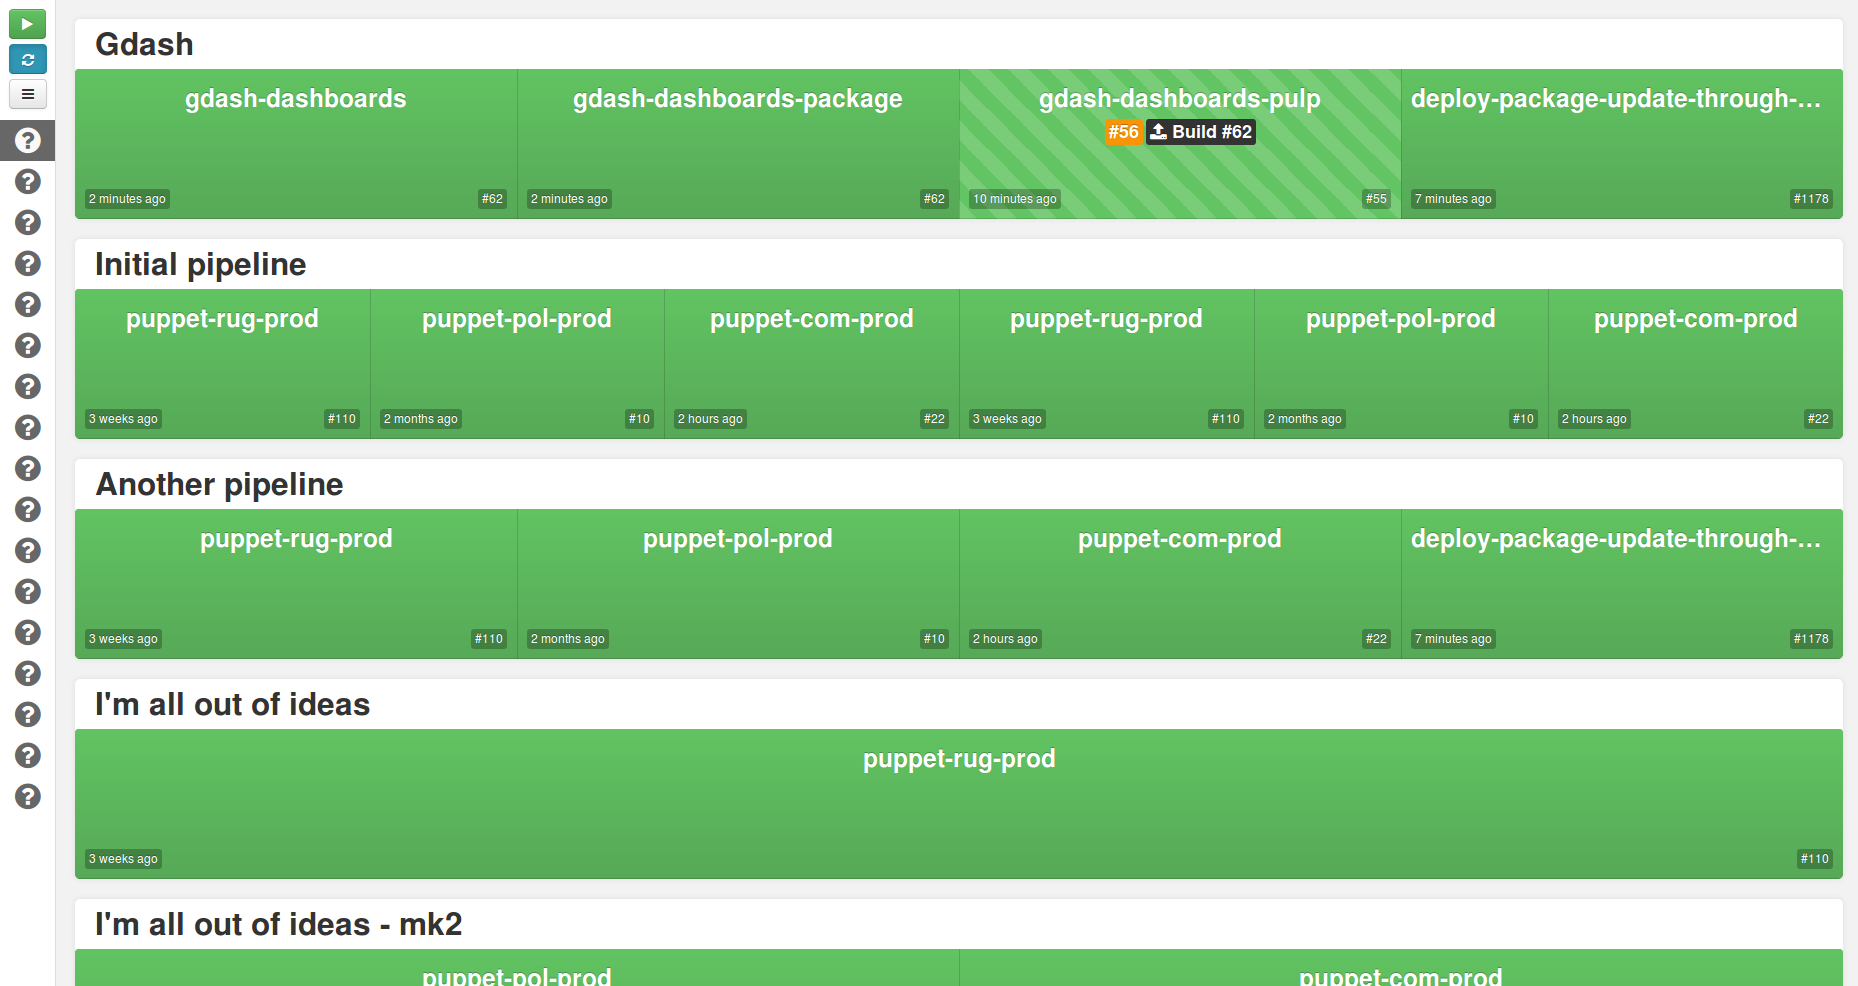 Gdash
gdash-dashboards
2 minutes ago #62
gdash-dashboards-package
2 minutes ago #62
gdash-dashboards-pulp
#56 Build #62
10 minutes ago #55
deploy-package-update-through-...
7 minutes ago #1178
Initial pipeline
puppet-rug-prod
3 weeks ago #110
puppet-pol-prod
2 months ago #10
puppet-com-prod
2 hours ago #22
puppet-rug-prod
3 weeks ago #110
puppet-pol-prod
2 months ago #10
puppet-com-prod
2 hours ago #22
Another pipeline
puppet-rug-prod
3 weeks ago #110
puppet-pol-prod
2 months ago #10
puppet-com-prod
2 hours ago #22
deploy-package-update-through-...
7 minutes ago #1178
I'm all out of ideas
puppet-rug-prod
3 weeks ago #110
I'm all out of ideas - mk2
puppet-pol-prod
puppet-com-prod